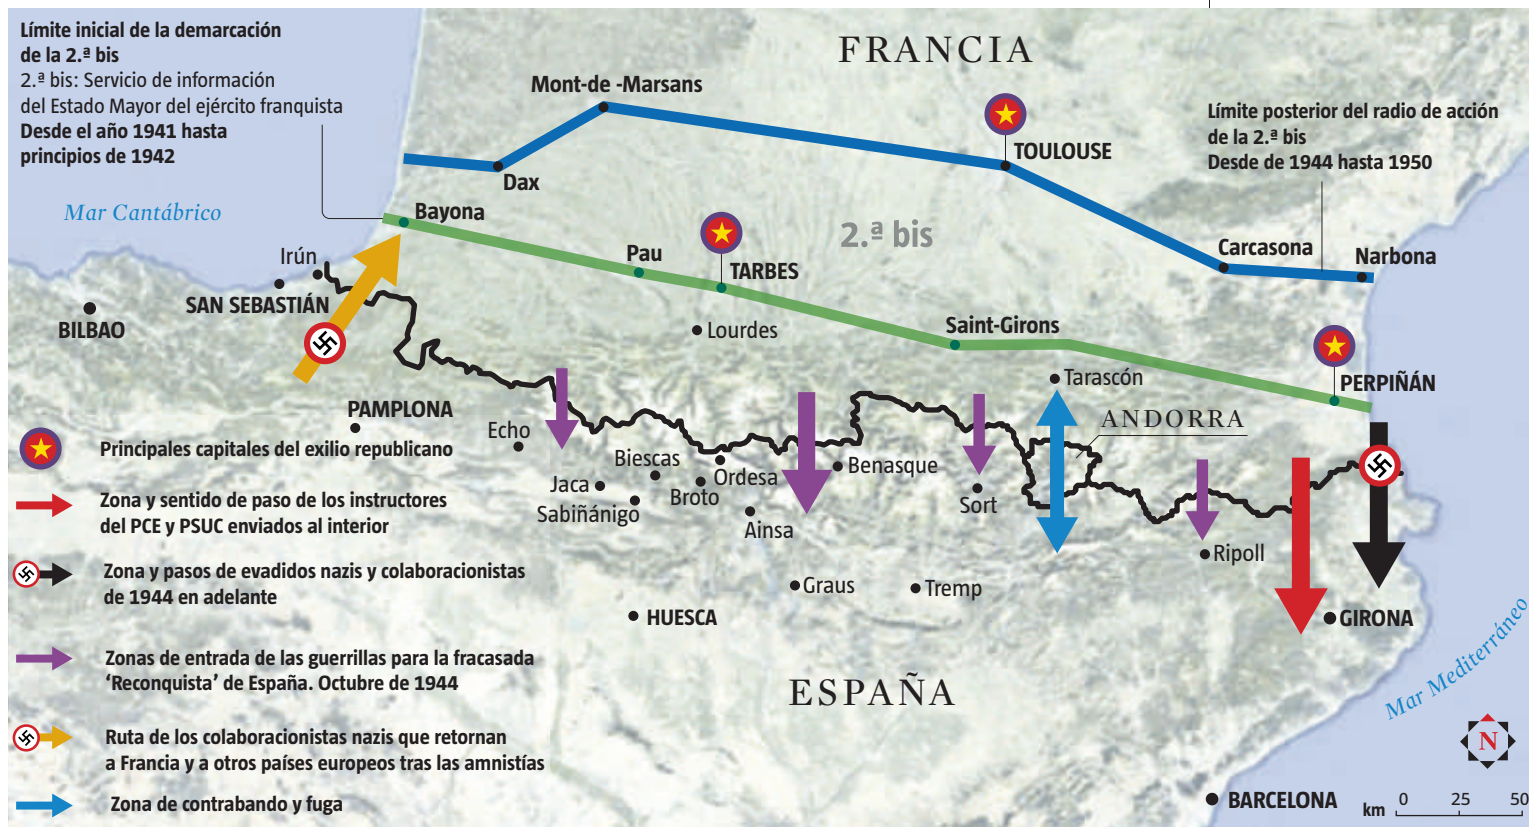 Límite inicial de la demarcación
de la 2.ª bis
2.ª bis: Servicio de información
del Estado Mayor del ejército franquista
Desde el año 1941 hasta
principios de 1942
FRANCIA
Mont-de -Marsans
Límite posterior del radio de acción
de la 2.ª bis
Desde de 1944 hasta 1950
TOULOUSE
Dax
Mar Cantábrico
Bayona
2.ª bis
Carcasona
Narbona
Irún
Pau
TARBES
SAN SEBASTIÁN
BILBAO
Lourdes
Saint-Girons
Tarascón
PERPIÑÁN
PAMPLONA
ANDORRA
Echo
Biescas
Ordesa
Benasque
Jaca
Broto
Sabiñánigo
Ainsa
Sort
Ripoll
Graus
Tremp
HUESCA
GIRONA
ESPAÑA
Mar Mediterráneo
BARCELONA
Principales capitales del exilio republicano
Zona y sentido de paso de los instructores
del PCE y PSUC enviados al interior
Zona y pasos de evadidos nazis y colaboracionistas
de 1944 en adelante
Zonas de entrada de las guerrillas para la fracasada
‘Reconquista’ de España. Octubre de 1944
Ruta de los colaboracionistas nazis que retornan
a Francia y a otros países europeos tras las amnistías
Zona de contrabando y fuga
N
km 0 25 50